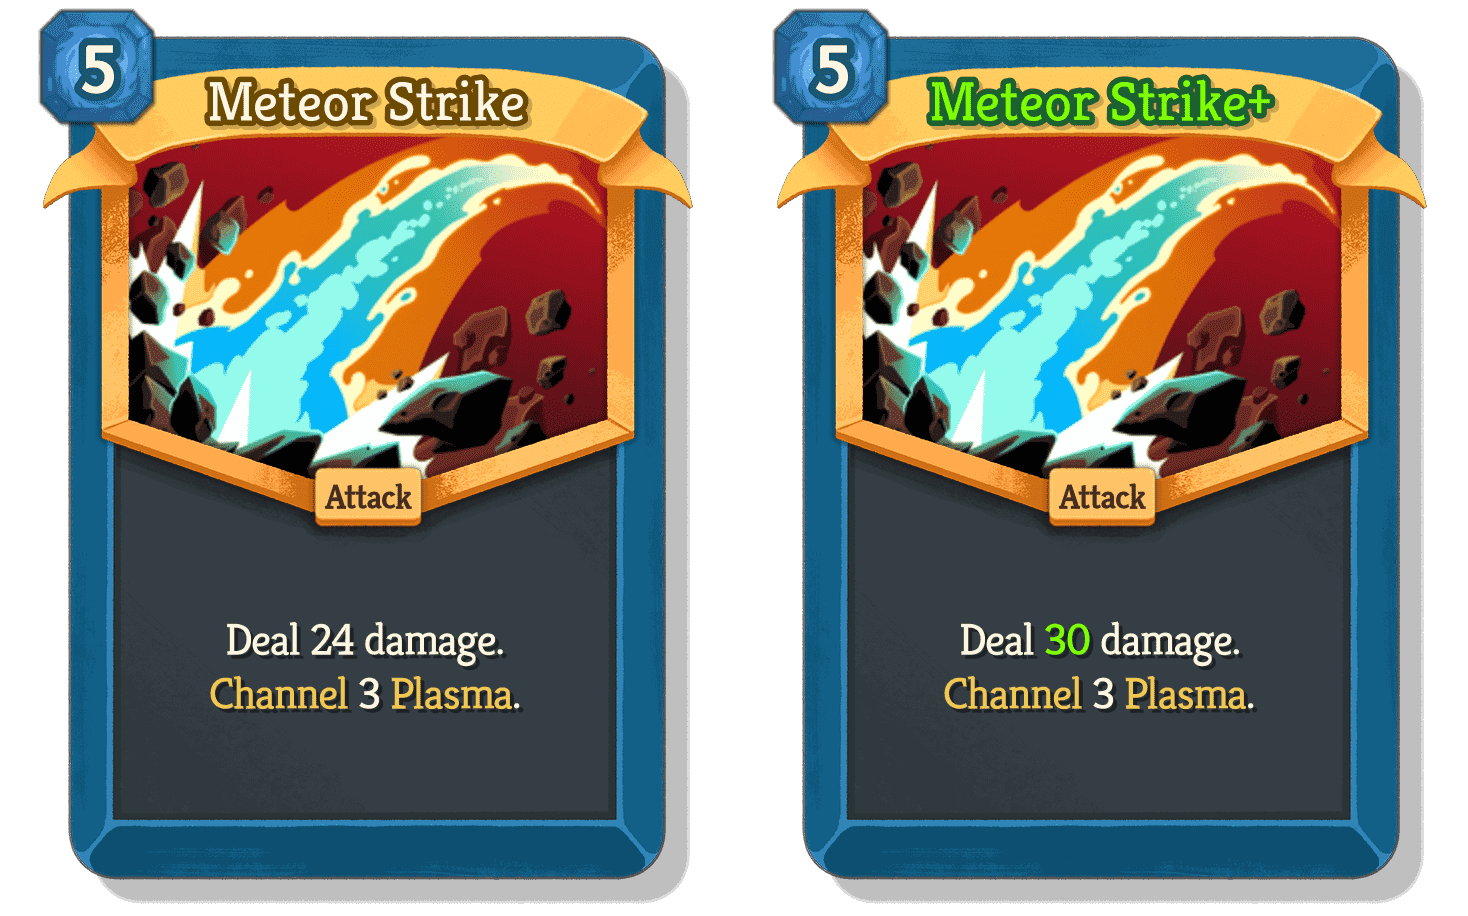 5
Meteor Strike
Attack
Deal 24 damage.
Channel 3 Plasma.
5
Meteor Strike+
Attack
Deal 30 damage.
Channel 3 Plasma.